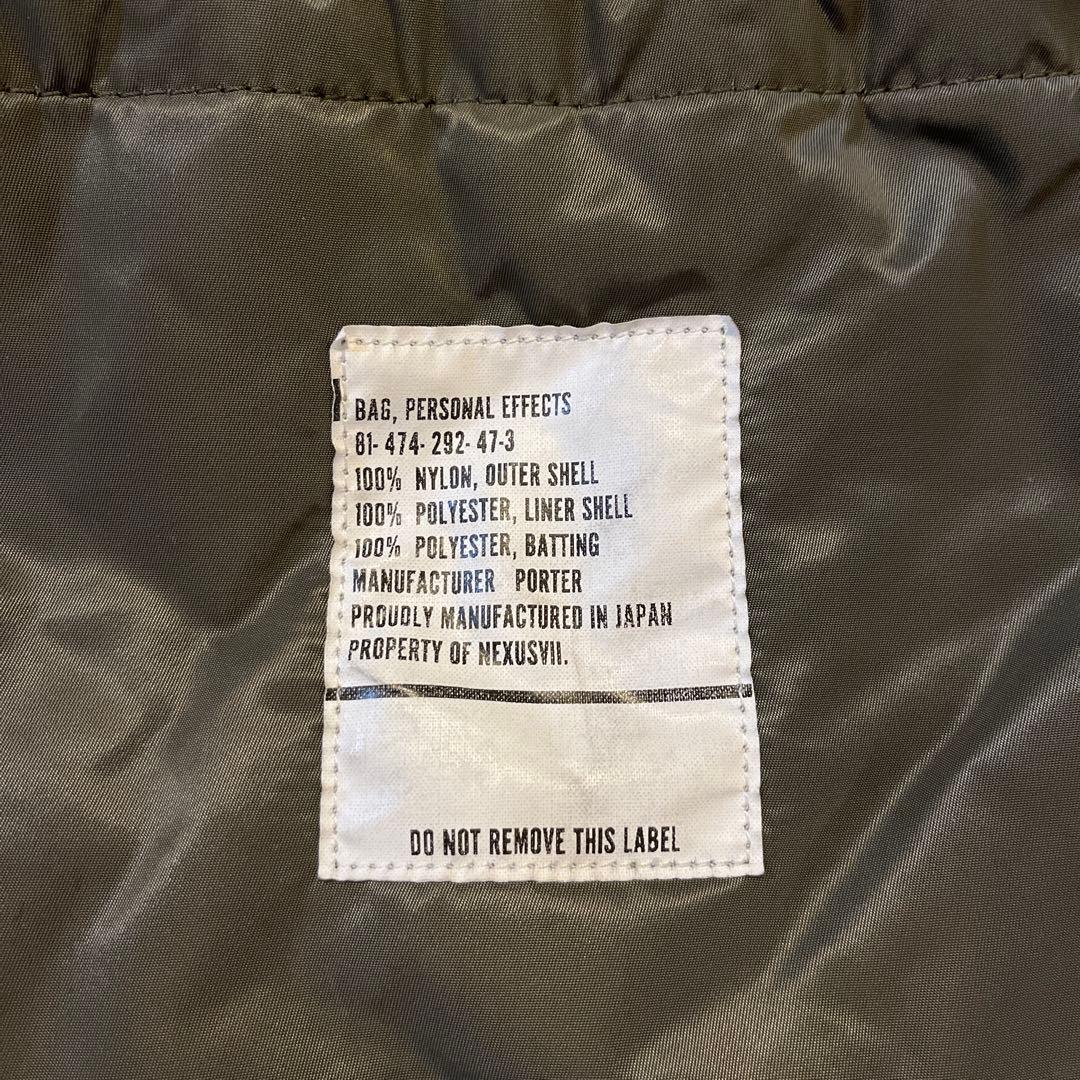 BAG, PERSONAL EFFECTS
81-474-292-47-3
100% NYLON, OUTER SHELL
100% POLYESTER, LINER SHELL
100% POLYESTER, BATTING
MANUFACTURER PORTER
PROUDLY MANUFACTURED IN JAPAN
PROPERTY OF NEXUSVII.
DO NOT REMOVE THIS LABEL